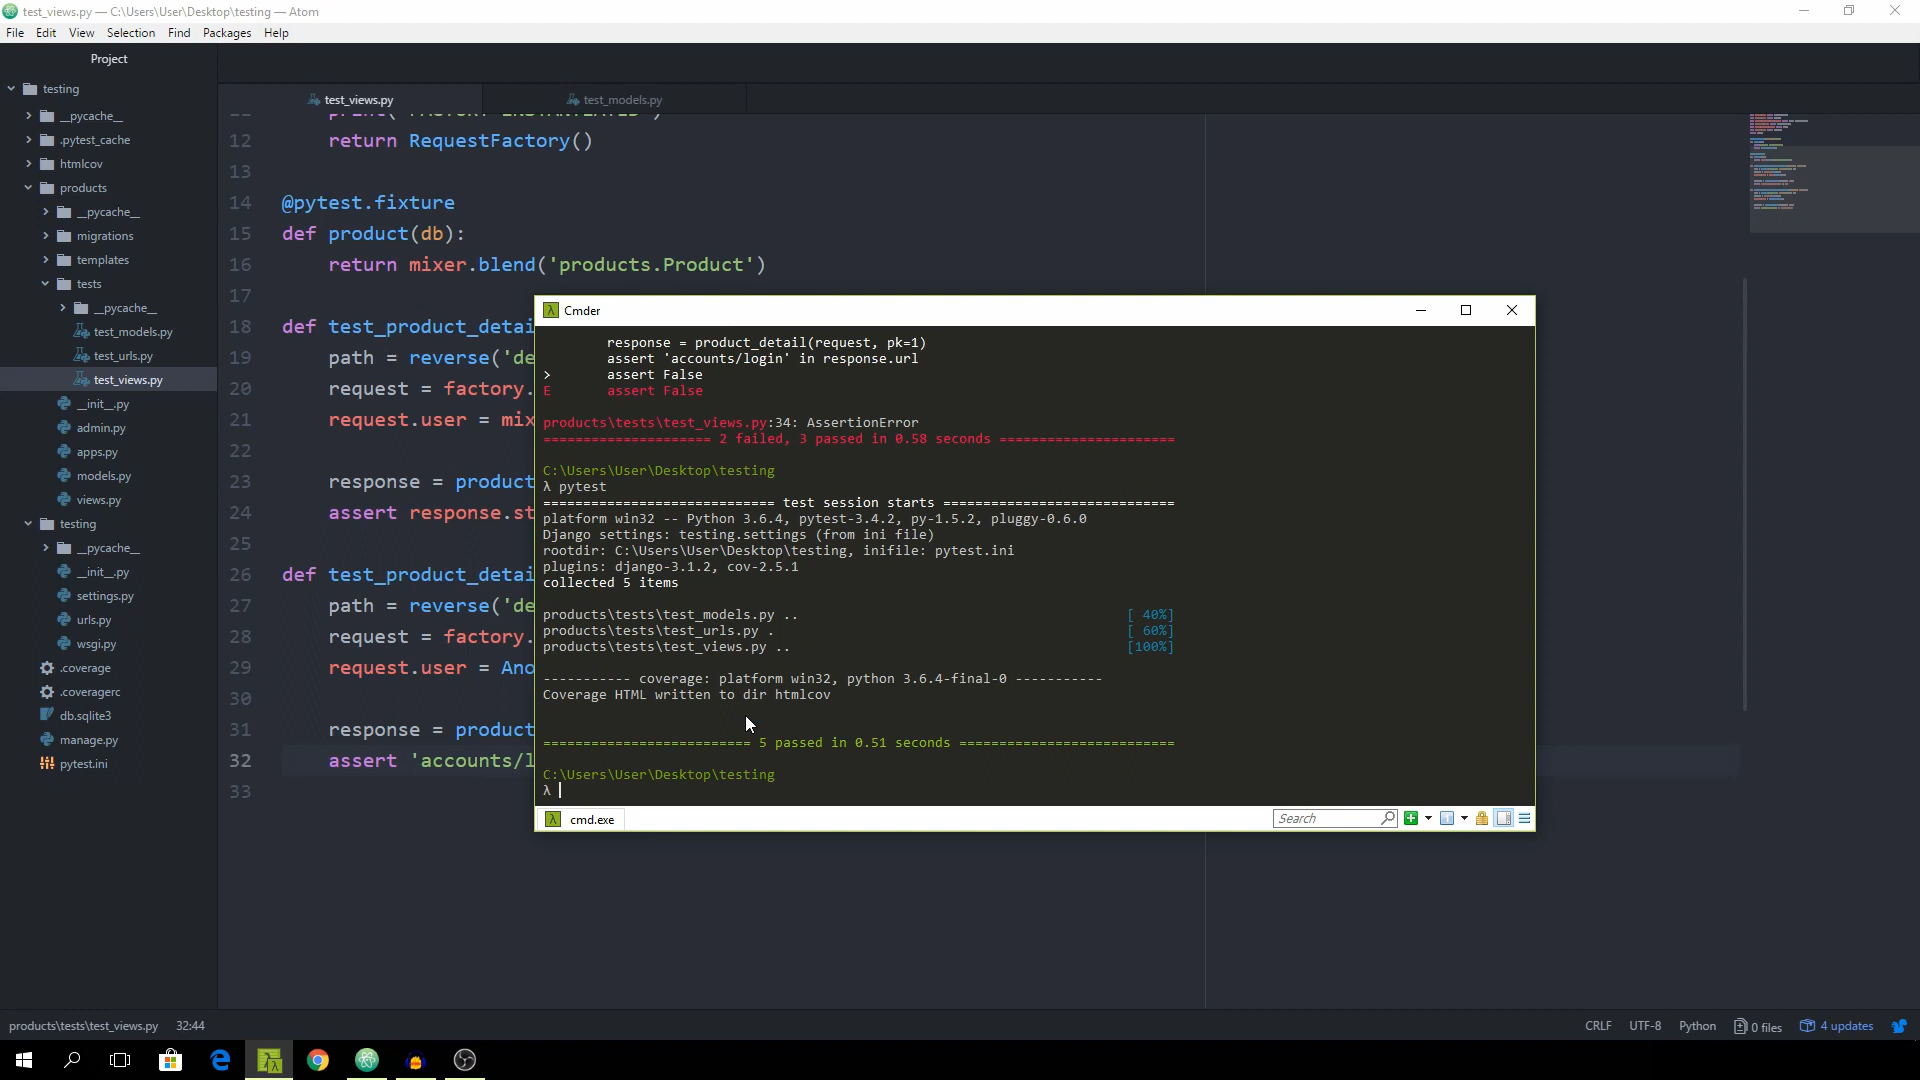 test_views.py — C:\Users\User\Desktop\testing — Atom
File Edit View Selection Find Packages Help
Project
testing
__pycache__
.pytest_cache
htmlcov
products
__pycache__
migrations
templates
tests
__pycache__
test_models.py
test_urls.py
test_views.py
__init__.py
admin.py
apps.py
models.py
views.py
testing
__pycache__
__init__.py
settings.py
urls.py
wsgi.py
.coverage
.coveragerc
db.sqlite3
manage.py
pytest.ini
test_views.py
test_models.py
12 return RequestFactory()
13
14 @pytest.fixture
15 def product(db):
16 return mixer.blend('products.Product')
17
18 def test_product_detai
19 path = reverse('de
20 request = factory.
21 request.user = mix
22
23 response = product
24 assert response.st
25
26 def test_product_detai
27 path = reverse('de
28 request = factory.
29 request.user = Ano
30
31 response = product
32 assert 'accounts/l
33
Cmder
response = product_detail(request, pk=1)
assert 'accounts/login' in response.url
> assert False
E assert False
products\tests\test_views.py:34: AssertionError
===================== 2 failed, 3 passed in 0.58 seconds ======================
C:\Users\User\Desktop\testing
λ pytest
============================= test session starts =============================
platform win32 -- Python 3.6.4, pytest-3.4.2, py-1.5.2, pluggy-0.6.0
Django settings: testing.settings (from ini file)
rootdir: C:\Users\User\Desktop\testing, inifile: pytest.ini
plugins: django-3.1.2, cov-2.5.1
collected 5 items
products\tests\test_models.py .. [ 40%]
products\tests\test_urls.py . [ 60%]
products\tests\test_views.py .. [100%]
----------- coverage: platform win32, python 3.6.4-final-0 -----------
Coverage HTML written to dir htmlcov
========================== 5 passed in 0.51 seconds ===========================
C:\Users\User\Desktop\testing
λ
cmd.exe
Search
products\tests\test_views.py 32:44
CRLF UTF-8 Python 0 files 4 updates